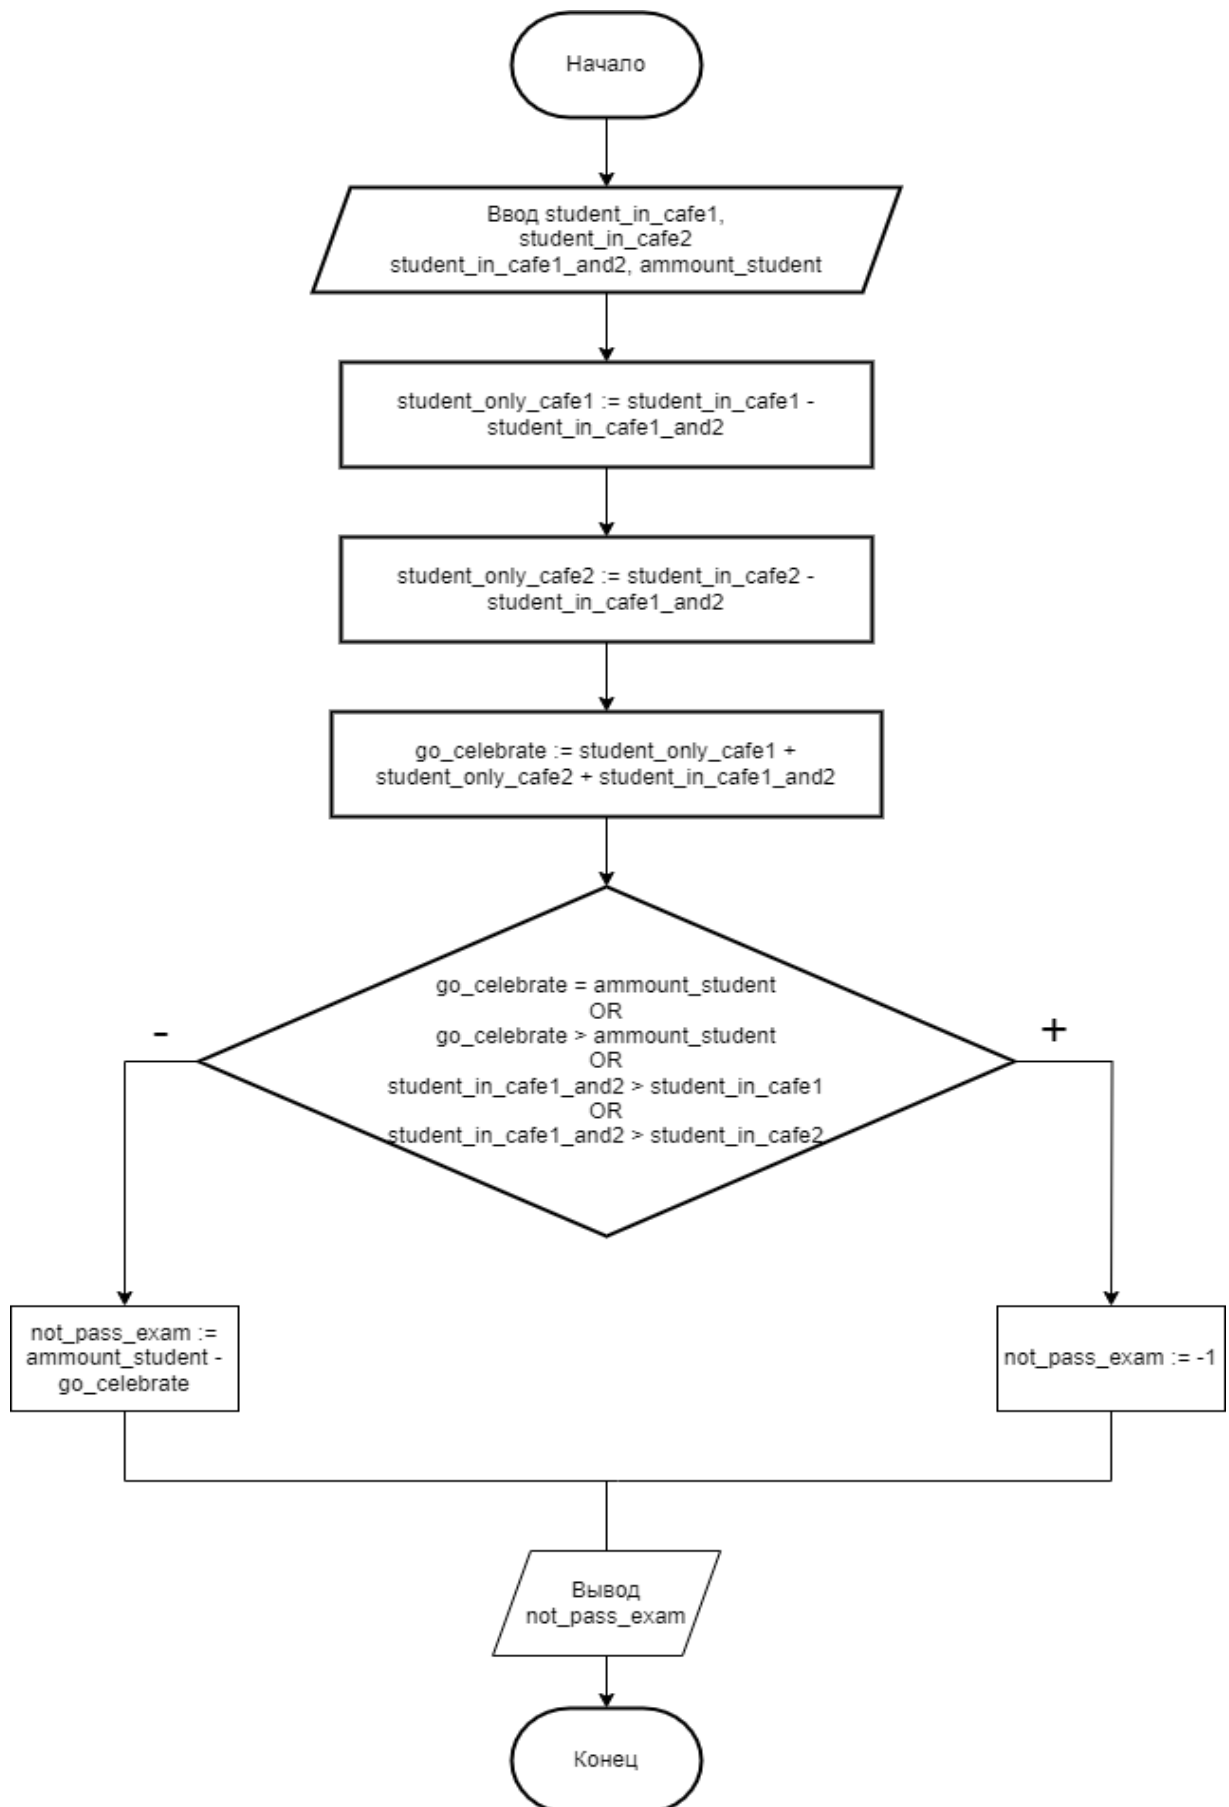 Начало
Ввод student_in_cafe1,
student_in_cafe2
student_in_cafe1_and2, ammount_student
student_only_cafe1 := student_in_cafe1 -
student_in_cafe1_and2
student_only_cafe2 := student_in_cafe2 -
student_in_cafe1_and2
go_celebrate := student_only_cafe1 +
student_only_cafe2 + student_in_cafe1_and2
go_celebrate = ammount_student
OR
go_celebrate > ammount_student
OR
student_in_cafe1_and2 > student_in_cafe1
OR
student_in_cafe1_and2 > student_in_cafe2
-
+
not_pass_exam :=
ammount_student -
go_celebrate
not_pass_exam := -1
Вывод
not_pass_exam
Конец